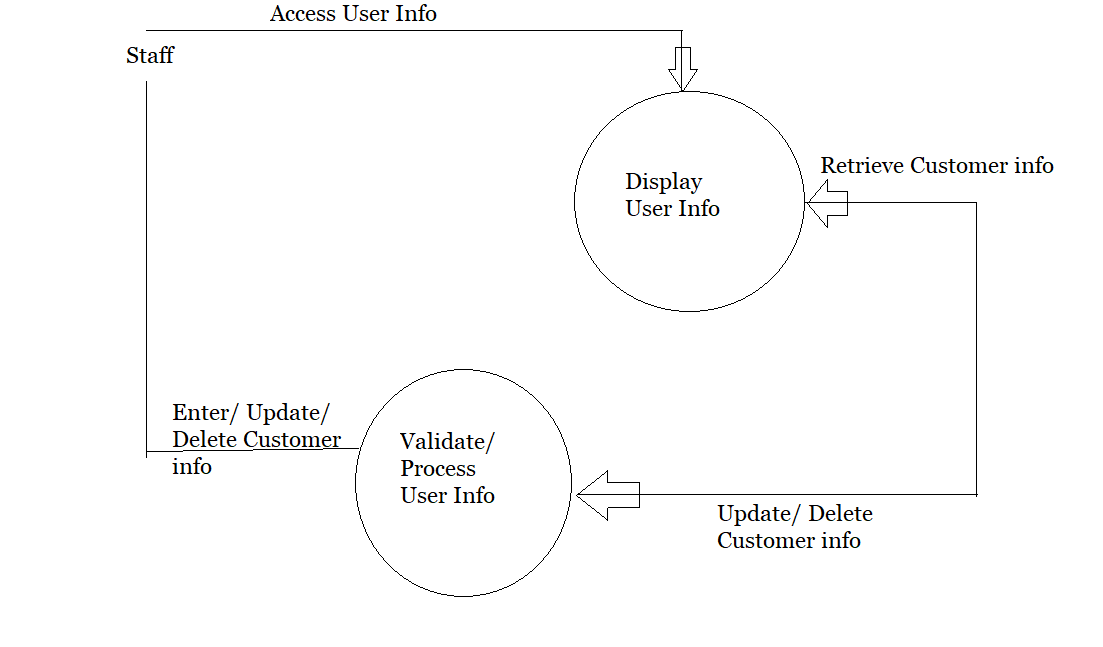 Access User Info
Staff
Retrieve Customer info
Display
User Info
Enter/ Update/
Delete Customer
info
Validate/
Process
User Info
Update/ Delete
Customer info